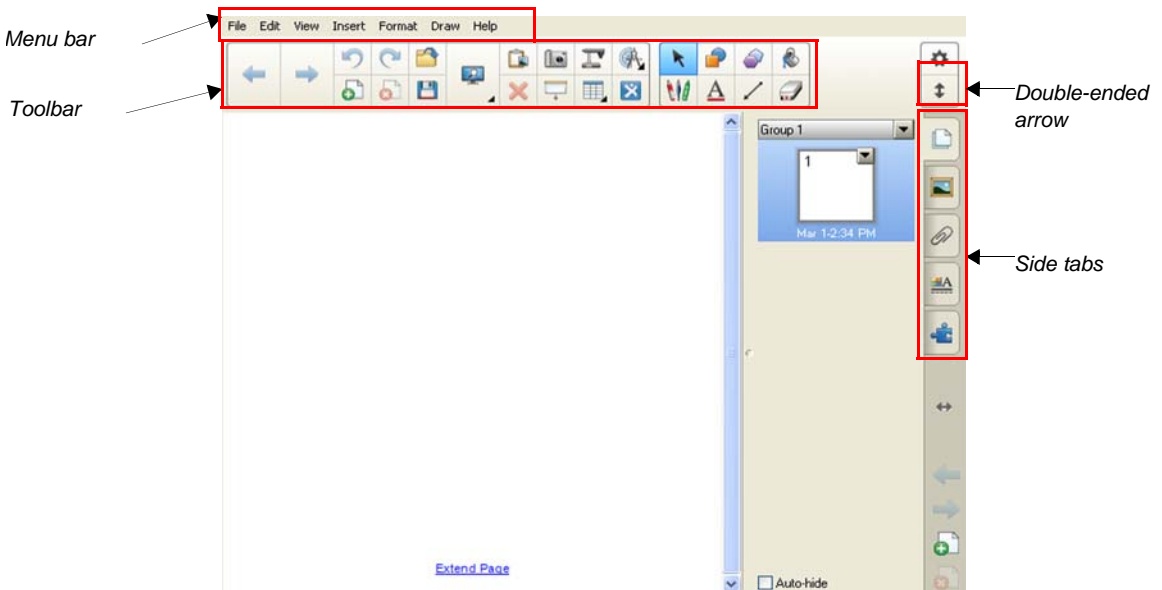 File Edit View Insert Format Draw Help
Menu bar
Toolbar
Double-ended
arrow
Group 1
1
Mar 1-2:34 PM
Side tabs
Extend Page
Auto-hide